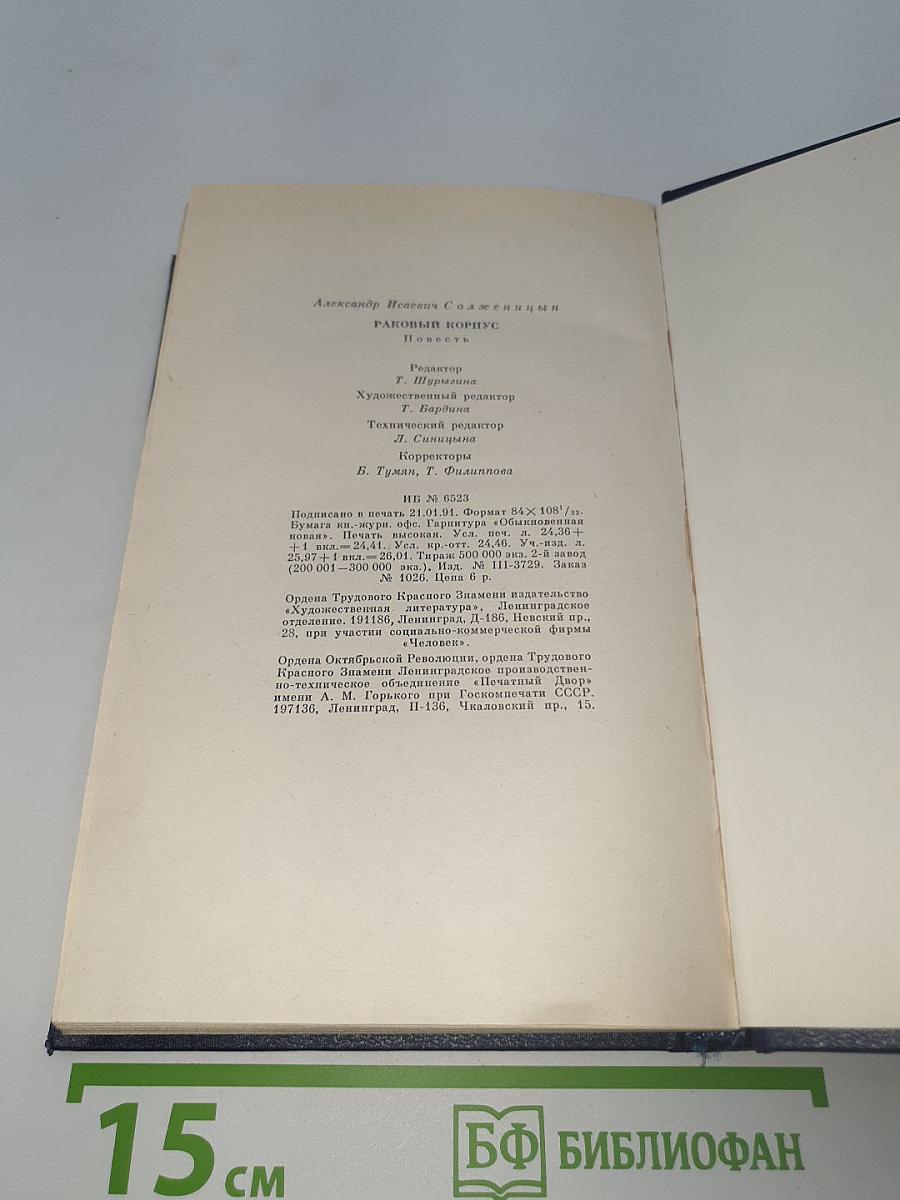 Александр Исаевич Солженицын
РАКОВЫЙ КОРПУС
Повесть
Редактор
Т. Шурыгина
Художественный редактор
Т. Бардина
Технический редактор
Л. Синицына
Корректоры
Б. Тумян, Т. Филиппова
ИБ № 6523
Подписано в печать 21.01.91. Формат 84×108¹/₃₂.
Бумага кн.-журн. офс. Гарнитура «Обыкновенная
новая». Печать высокая. Усл. печ. л. 24,36+
+1 вкл.=24,41. Усл. кр.-отт. 24,46. Уч.-изд. л.
25,97+1 вкл.=26,01. Тираж 500 000 экз. 2-й завод
(200 001—300 000 экз.). Изд. № III-3729. Заказ
№ 1026. Цена 6 р.
Ордена Трудового Красного Знамени издательство
«Художественная литература», Ленинградское
отделение. 191186, Ленинград, Д-186, Невский пр.,
28, при участии социально-коммерческой фирмы
«Человек».
Ордена Октябрьской Революции, ордена Трудового
Красного Знамени Ленинградское производствен-
но-техническое объединение «Печатный Двор»
имени А. М. Горького при Госкомпечати СССР.
197136, Ленинград, П-136, Чкаловский пр., 15.
15 см
БФ БИБЛИОФАН